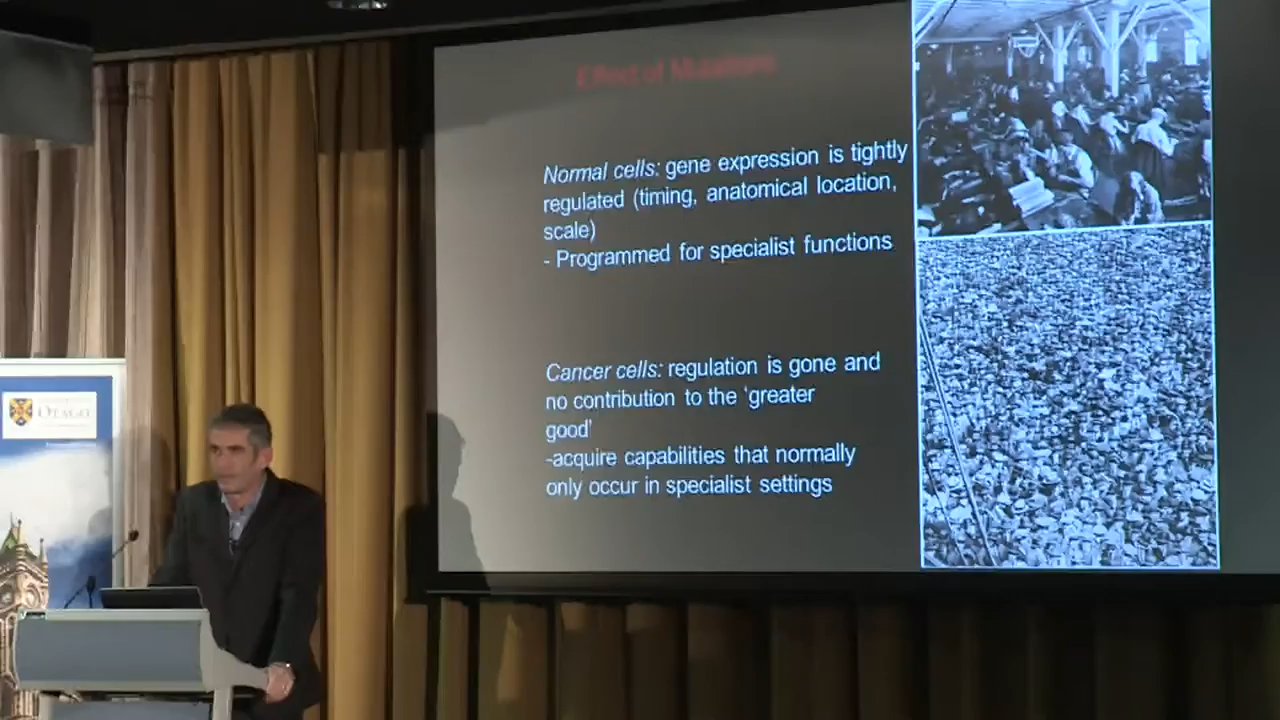 Effect of Mutations
Normal cells: gene expression is tightly
regulated (timing, anatomical location,
scale)
- Programmed for specialist functions
Cancer cells: regulation is gone and
no contribution to the 'greater
good'
-acquire capabilities that normally
only occur in specialist settings
OTAGO